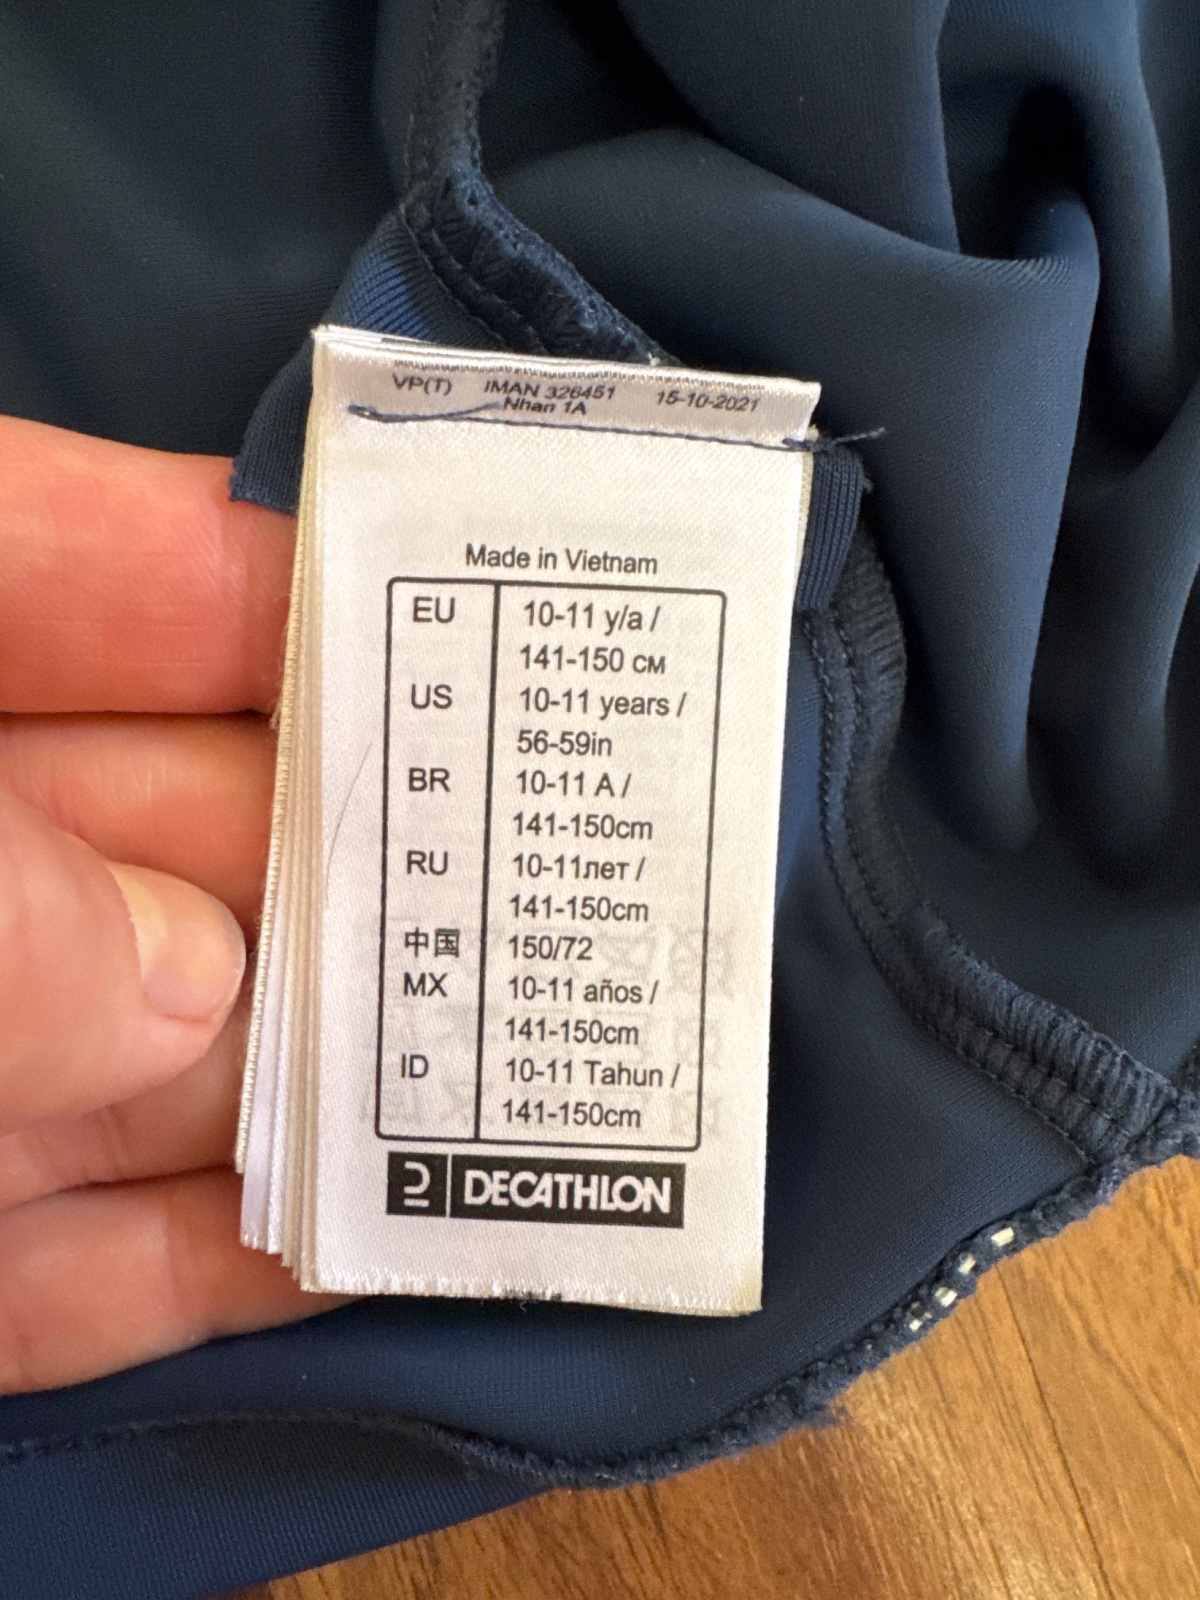 VP(T) IMAN 326451 15-10-2021
Nhan 1A
Made in Vietnam
EU 10-11 y/a /
141-150 см
US 10-11 years /
56-59in
BR 10-11 A /
141-150cm
RU 10-11лет /
141-150cm
中国 150/72
MX 10-11 años /
141-150cm
ID 10-11 Tahun /
141-150cm
DECATHLON